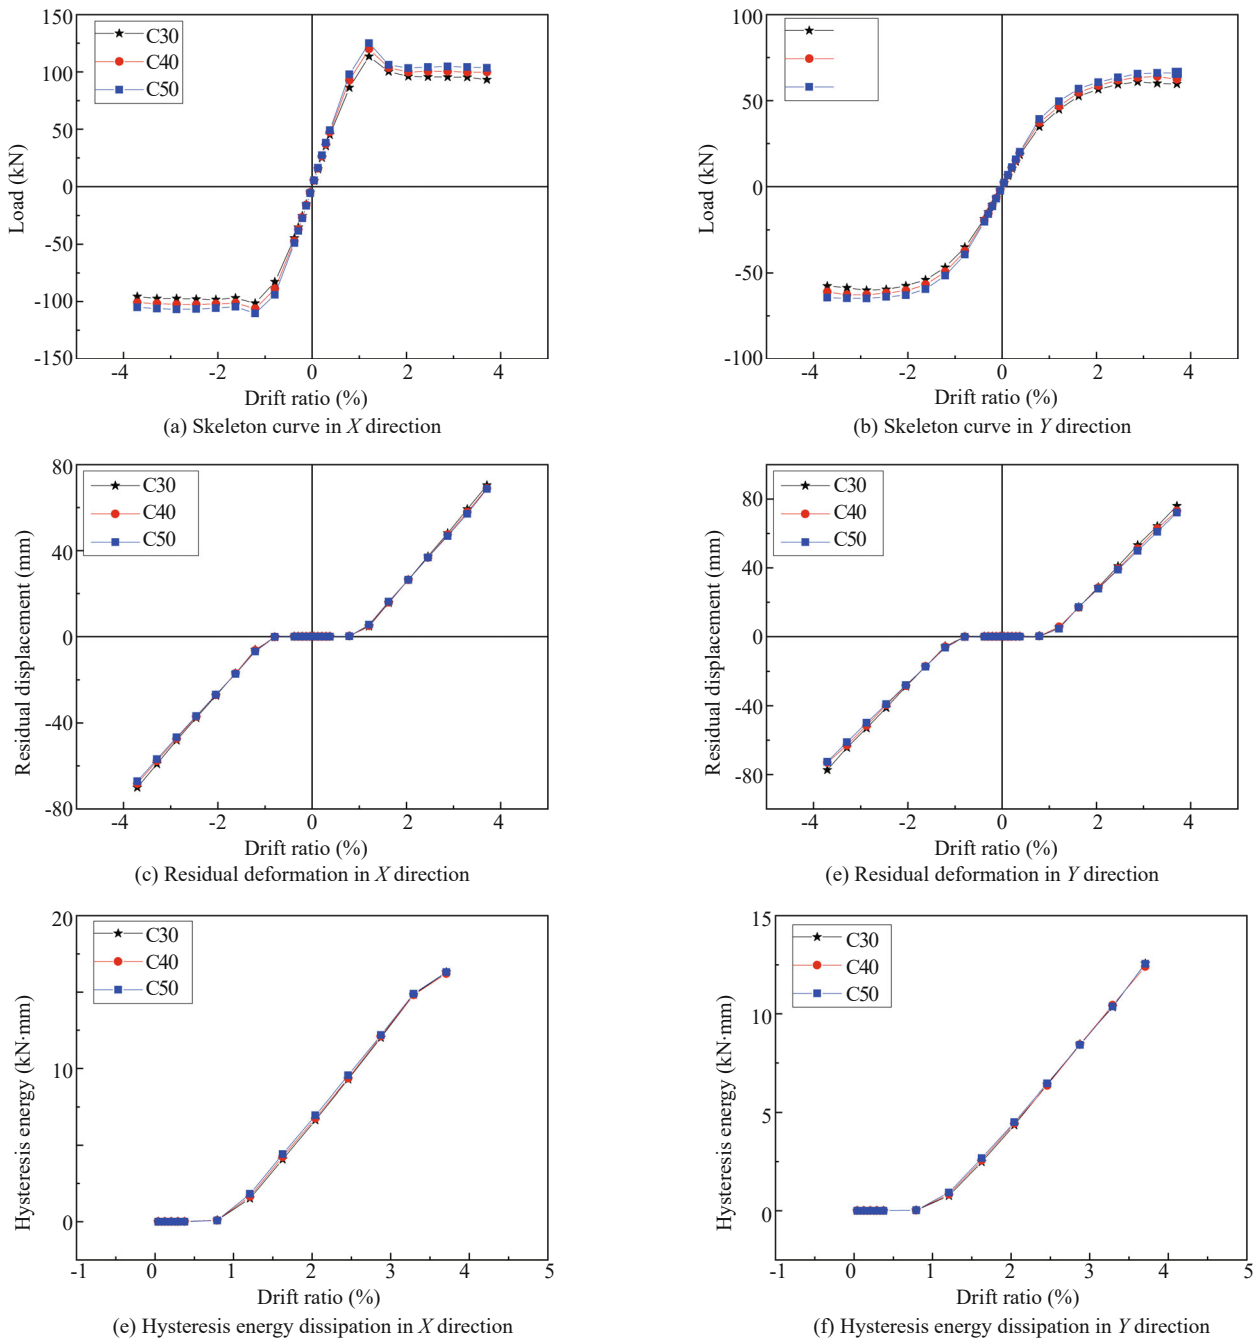 150
100
50
0
-50
-100
-150
Load (kN)
C30
C40
C50
-4
-2
0
2
4
Drift ratio (%)
(a) Skeleton curve in X direction
100
50
0
-50
-100
Load (kN)
-4
-2
0
2
4
Drift ratio (%)
(b) Skeleton curve in Y direction
80
40
0
-40
-80
Residual displacement (mm)
C30
C40
C50
-4
-2
0
2
4
Drift ratio (%)
(c) Residual deformation in X direction
80
40
0
-40
-80
Residual displacement (mm)
C30
C40
C50
-4
-2
0
2
4
Drift ratio (%)
(e) Residual deformation in Y direction
20
10
0
Hysteresis energy (kN·mm)
C30
C40
C50
-1
0
1
2
3
4
5
Drift ratio (%)
(e) Hysteresis energy dissipation in X direction
15
10
5
0
Hysteresis energy (kN·mm)
C30
C40
C50
-1
0
1
2
3
4
5
Drift ratio (%)
(f) Hysteresis energy dissipation in Y direction